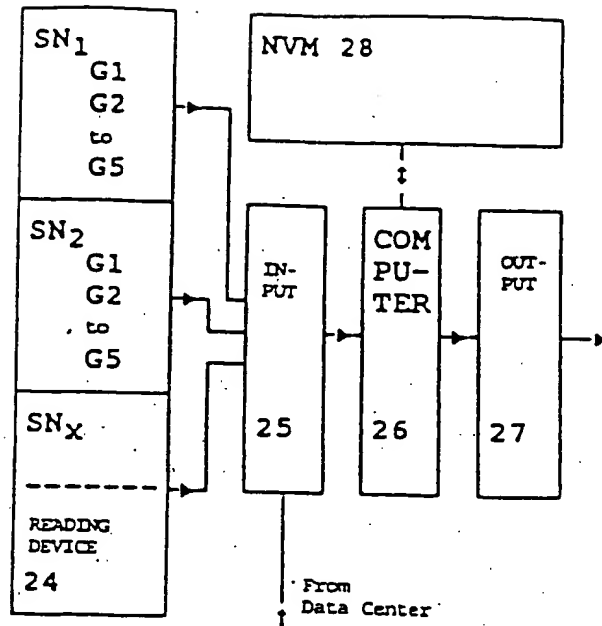 SN1
G1
G2
to
G5
SN2
G1
G2
to
G5
SNX
READING
DEVICE
24
NVM 28
IN-
PUT
25
COM
PU-
TER
26
OUT-
PUT
27
From
Data Center